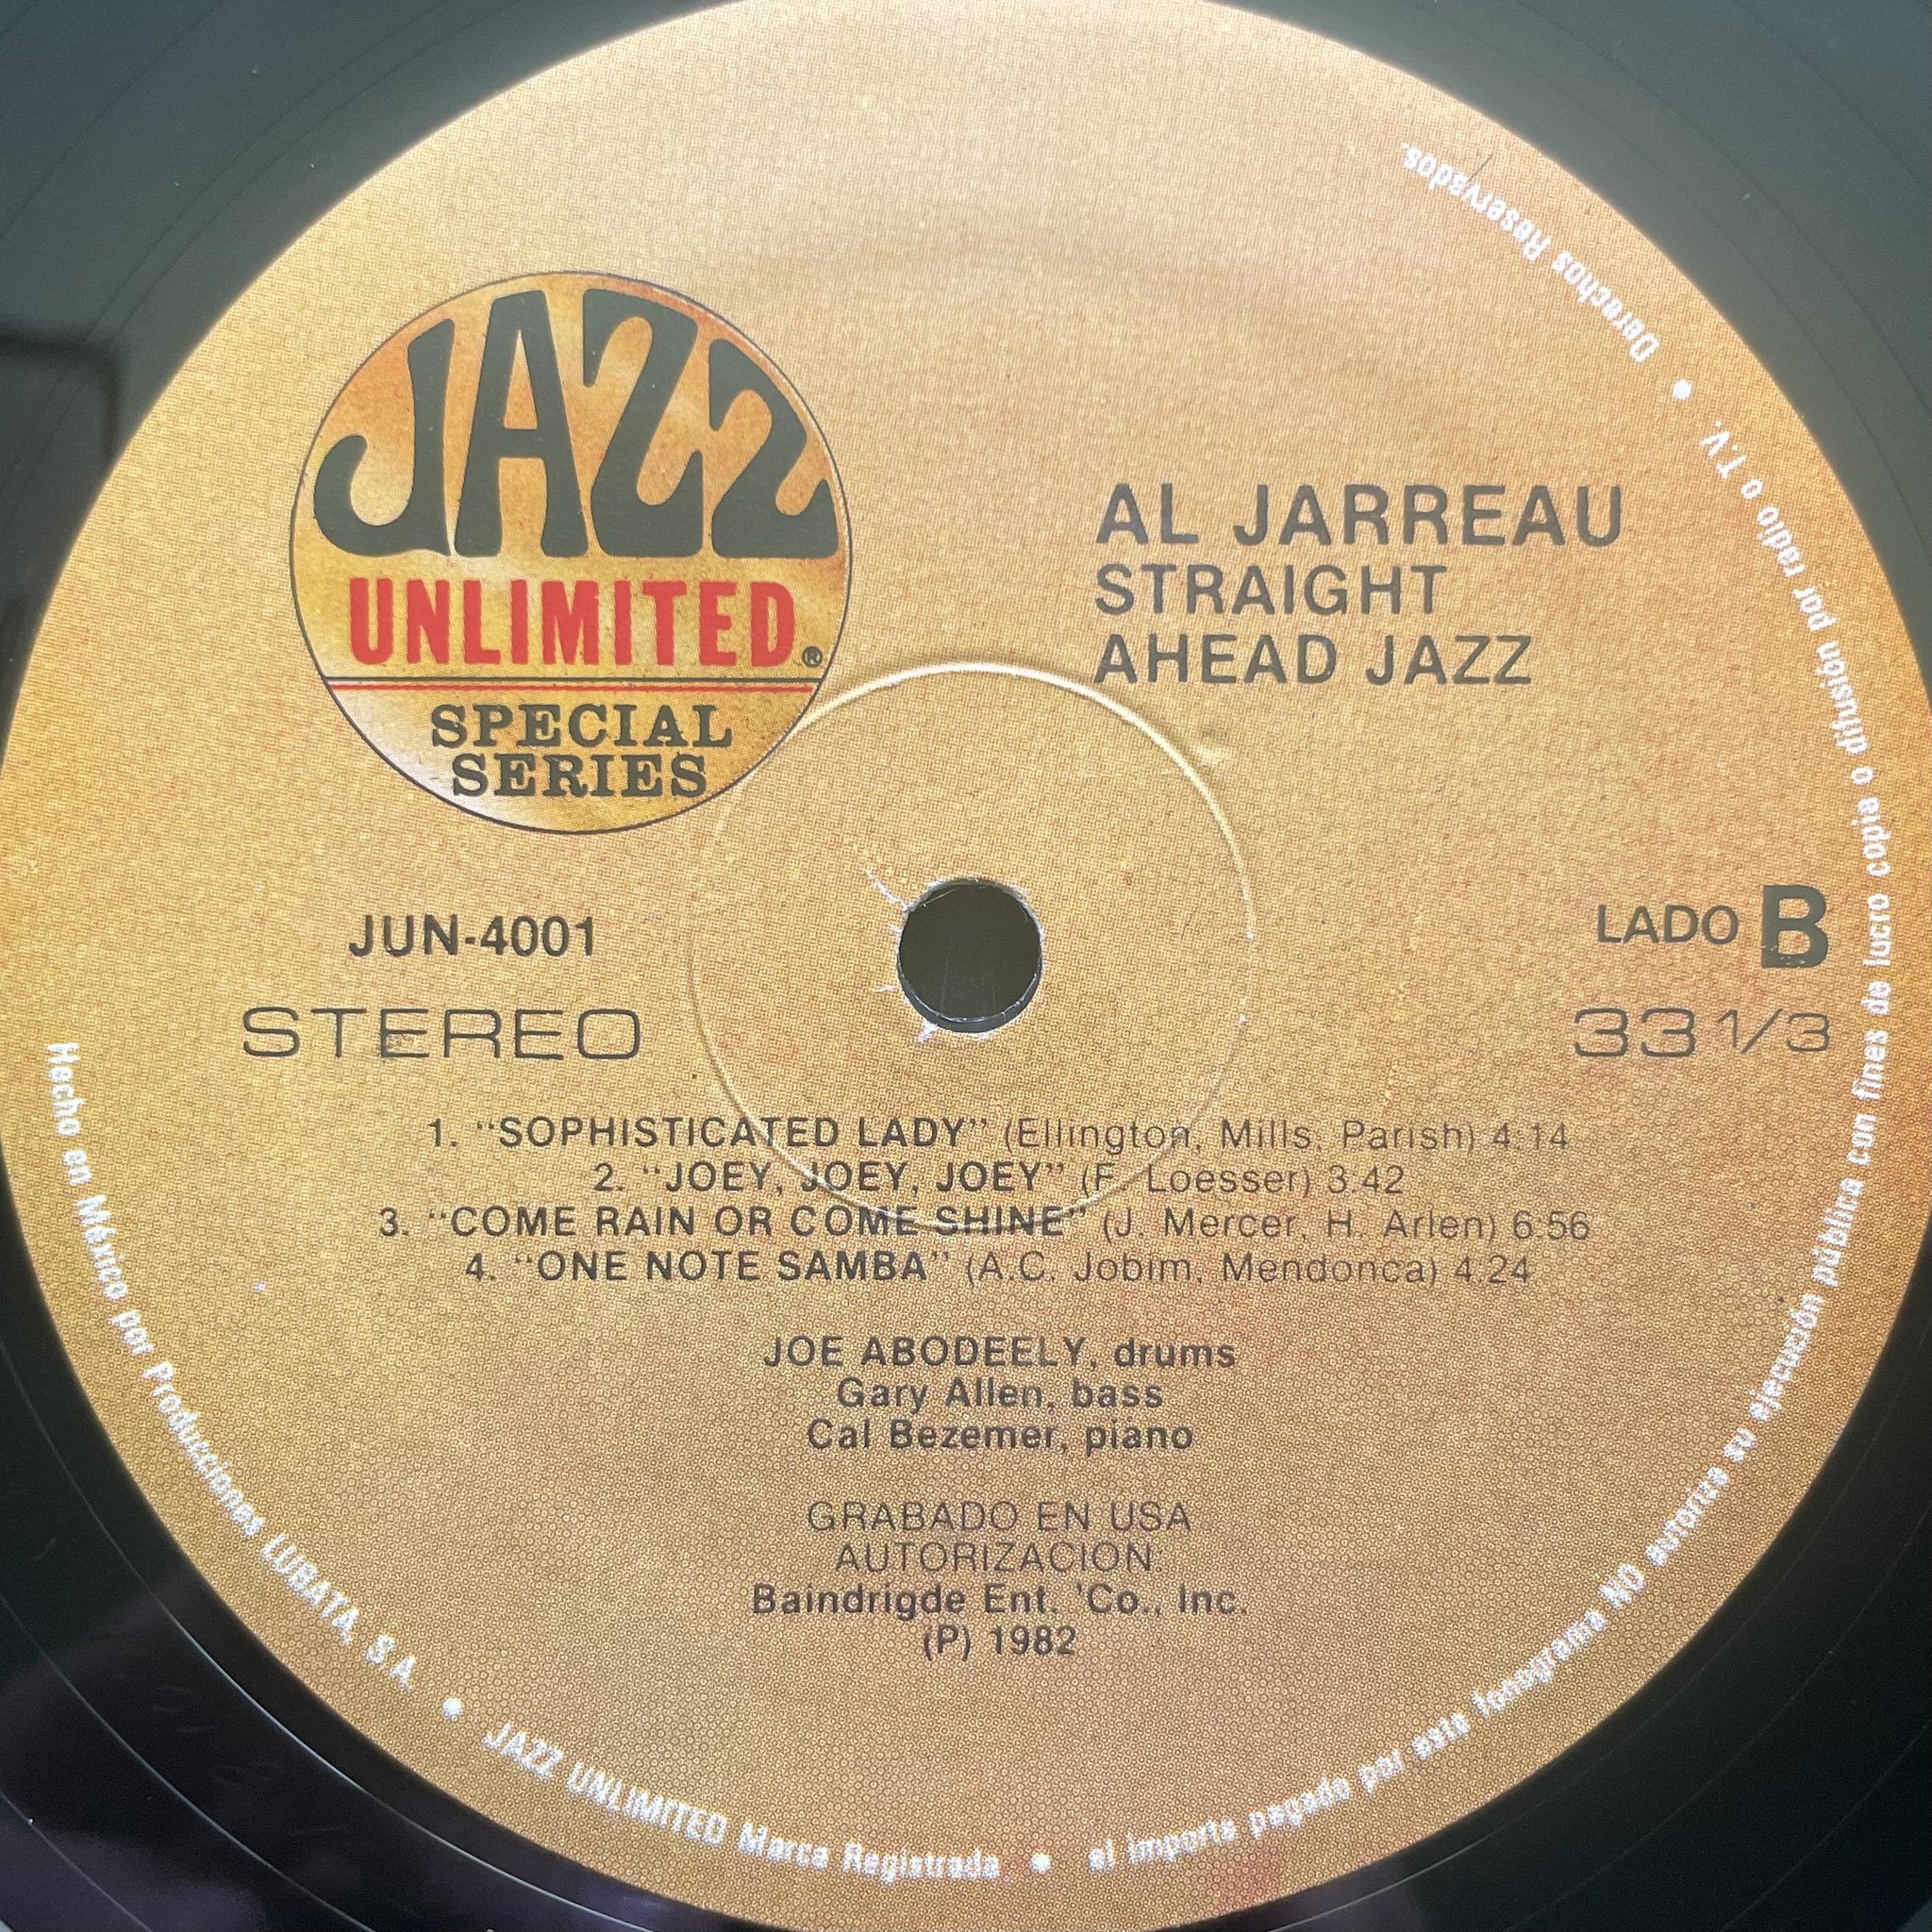 JAZZ
UNLIMITED®
SPECIAL
SERIES
AL JARREAU
STRAIGHT
AHEAD JAZZ
JUN-4001
STEREO
LADO B
33 1/3
1. "SOPHISTICATED LADY" (Ellington, Mills, Parish) 4:14
2. "JOEY, JOEY, JOEY" (F. Loesser) 3:42
3. "COME RAIN OR COME SHINE" (J. Mercer, H. Arlen) 6:56
4. "ONE NOTE SAMBA" (A.C. Jobim, Mendonca) 4:24
JOE ABODEELY, drums
Gary Allen, bass
Cal Bezemer, piano
GRABADO EN USA
AUTORIZACION:
Baindrigde Ent. 'Co., Inc.
(P) 1982
Hecho en México por Producciones LUBATA, S.A. • JAZZ UNLIMITED Marca Registrada • el importe pagado por este fonograma NO autoriza su ejecución pública con fines de lucro copia o difusión por radio o T.V. • Derechos Reservados.